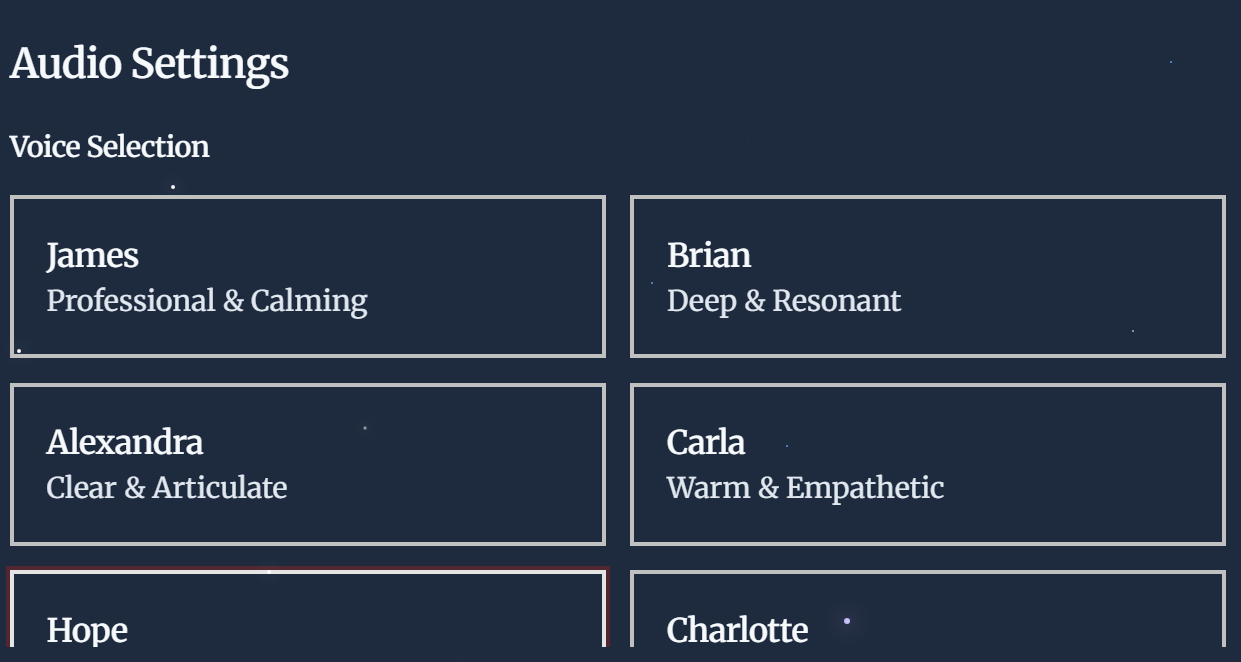 Audio Settings
Voice Selection
James
Professional & Calming
Brian
Deep & Resonant
Alexandra
Clear & Articulate
Carla
Warm & Empathetic
Hope
Charlotte